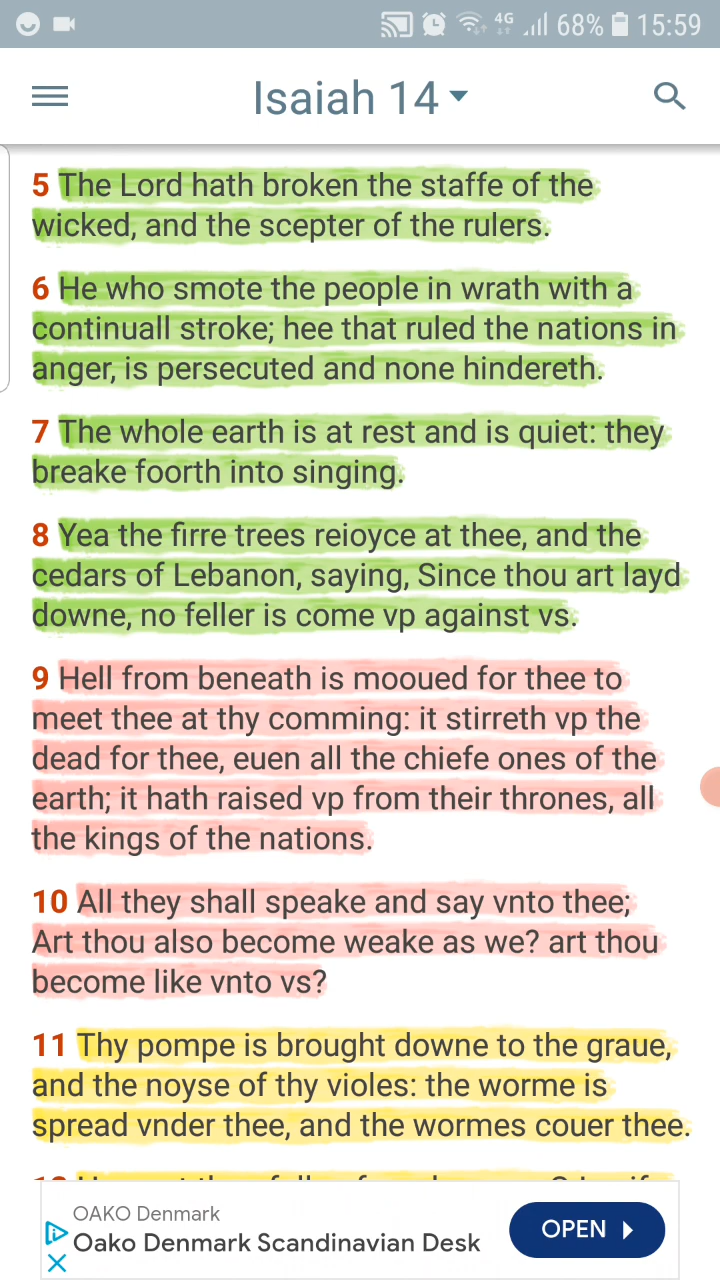 4G 68% 15:59
Isaiah 14
5 The Lord hath broken the staffe of the
wicked, and the scepter of the rulers.
6 He who smote the people in wrath with a
continuall stroke; hee that ruled the nations in
anger, is persecuted and none hindereth.
7 The whole earth is at rest and is quiet: they
breake foorth into singing.
8 Yea the firre trees reioyce at thee, and the
cedars of Lebanon, saying, Since thou art layd
downe, no feller is come vp against vs.
9 Hell from beneath is mooued for thee to
meet thee at thy comming: it stirreth vp the
dead for thee, euen all the chiefe ones of the
earth; it hath raised vp from their thrones, all
the kings of the nations.
10 All they shall speake and say vnto thee;
Art thou also become weake as we? art thou
become like vnto vs?
11 Thy pompe is brought downe to the graue,
and the noyse of thy violes: the worme is
spread vnder thee, and the wormes couer thee.
OAKO Denmark
Oako Denmark Scandinavian Desk
OPEN